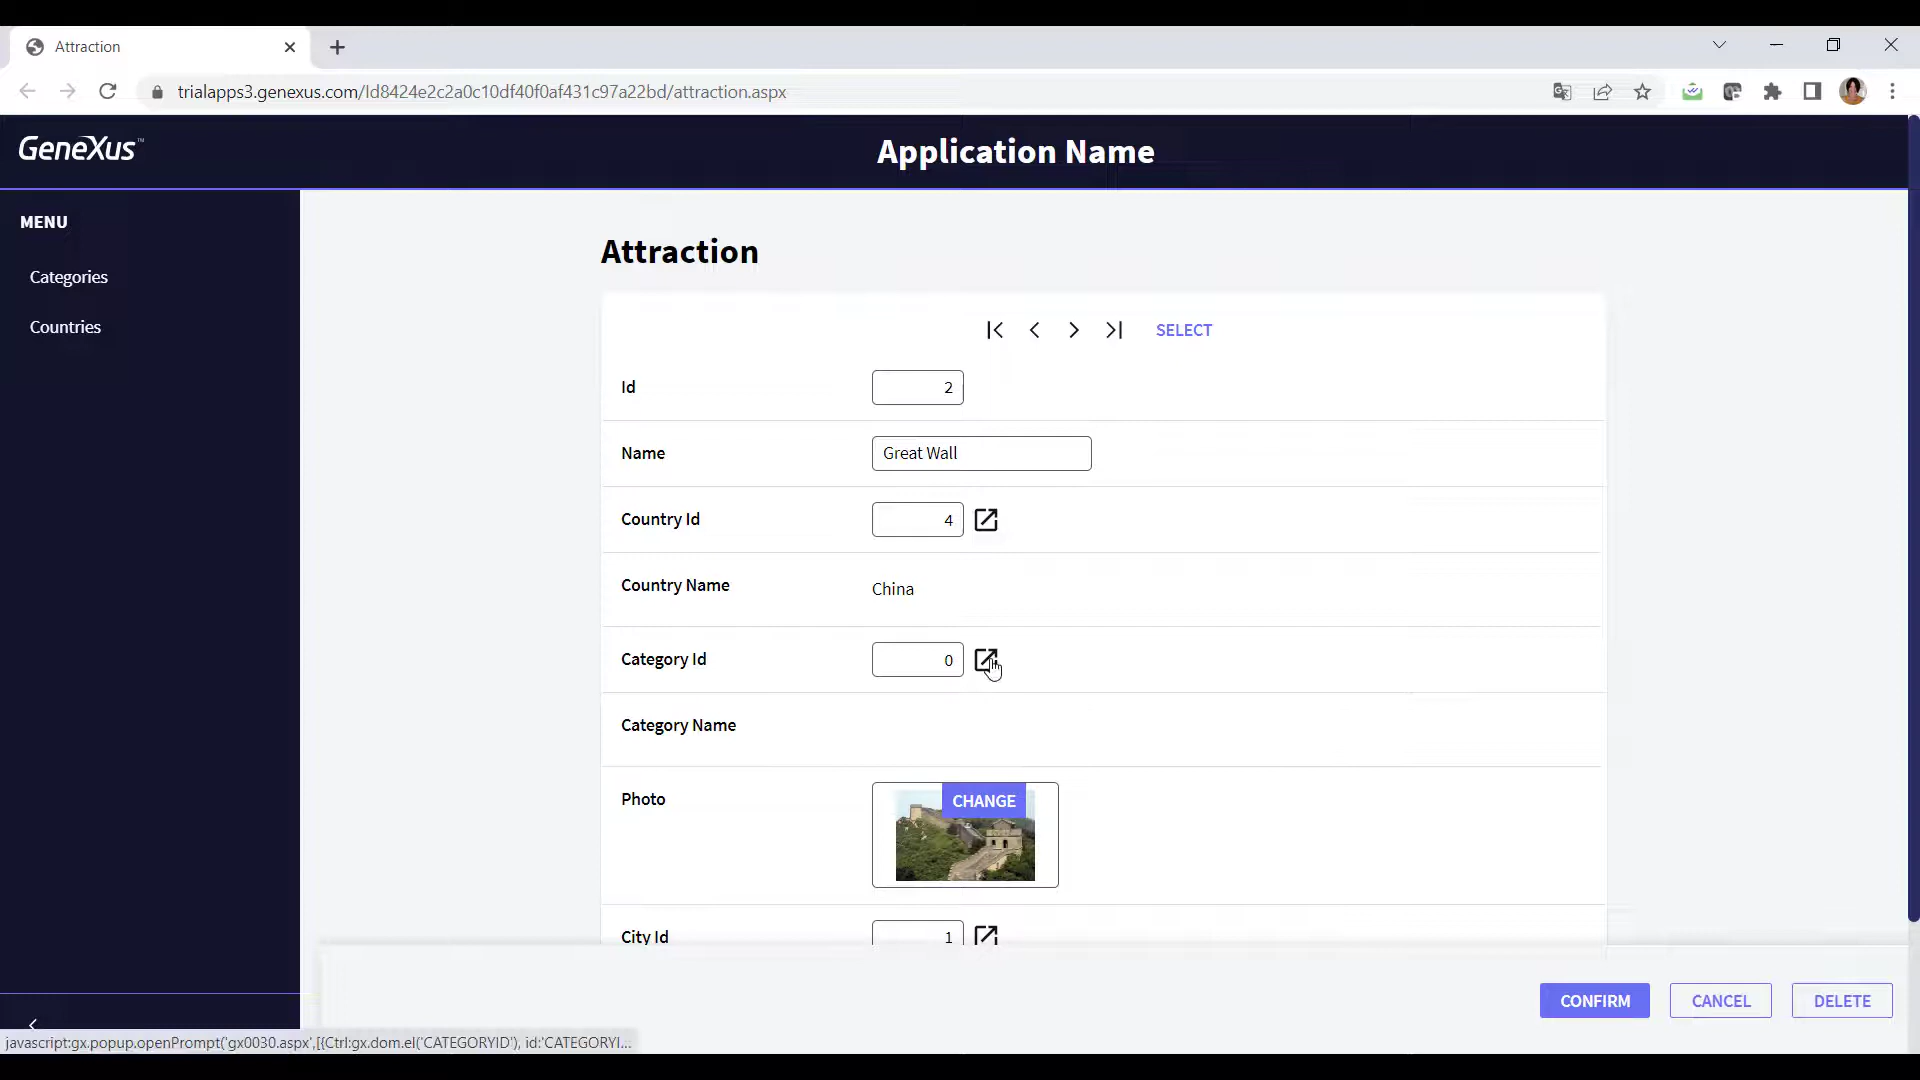 Attraction
trialapps3.genexus.com/Id8424e2c2a0c10df40f0af431c97a22bd/attraction.aspx
GeneXus™
Application Name
MENU
Categories
Countries
Attraction
SELECT
Id
2
Name
Great Wall
Country Id
4
Country Name
China
Category Id
0
Category Name
Photo
CHANGE
City Id
1
CONFIRM
CANCEL
DELETE
javascript:gx.popup.openPrompt('gx0030.aspx',[{Ctrl:gx.dom.el('CATEGORYID'), id:'CATEGORYI...